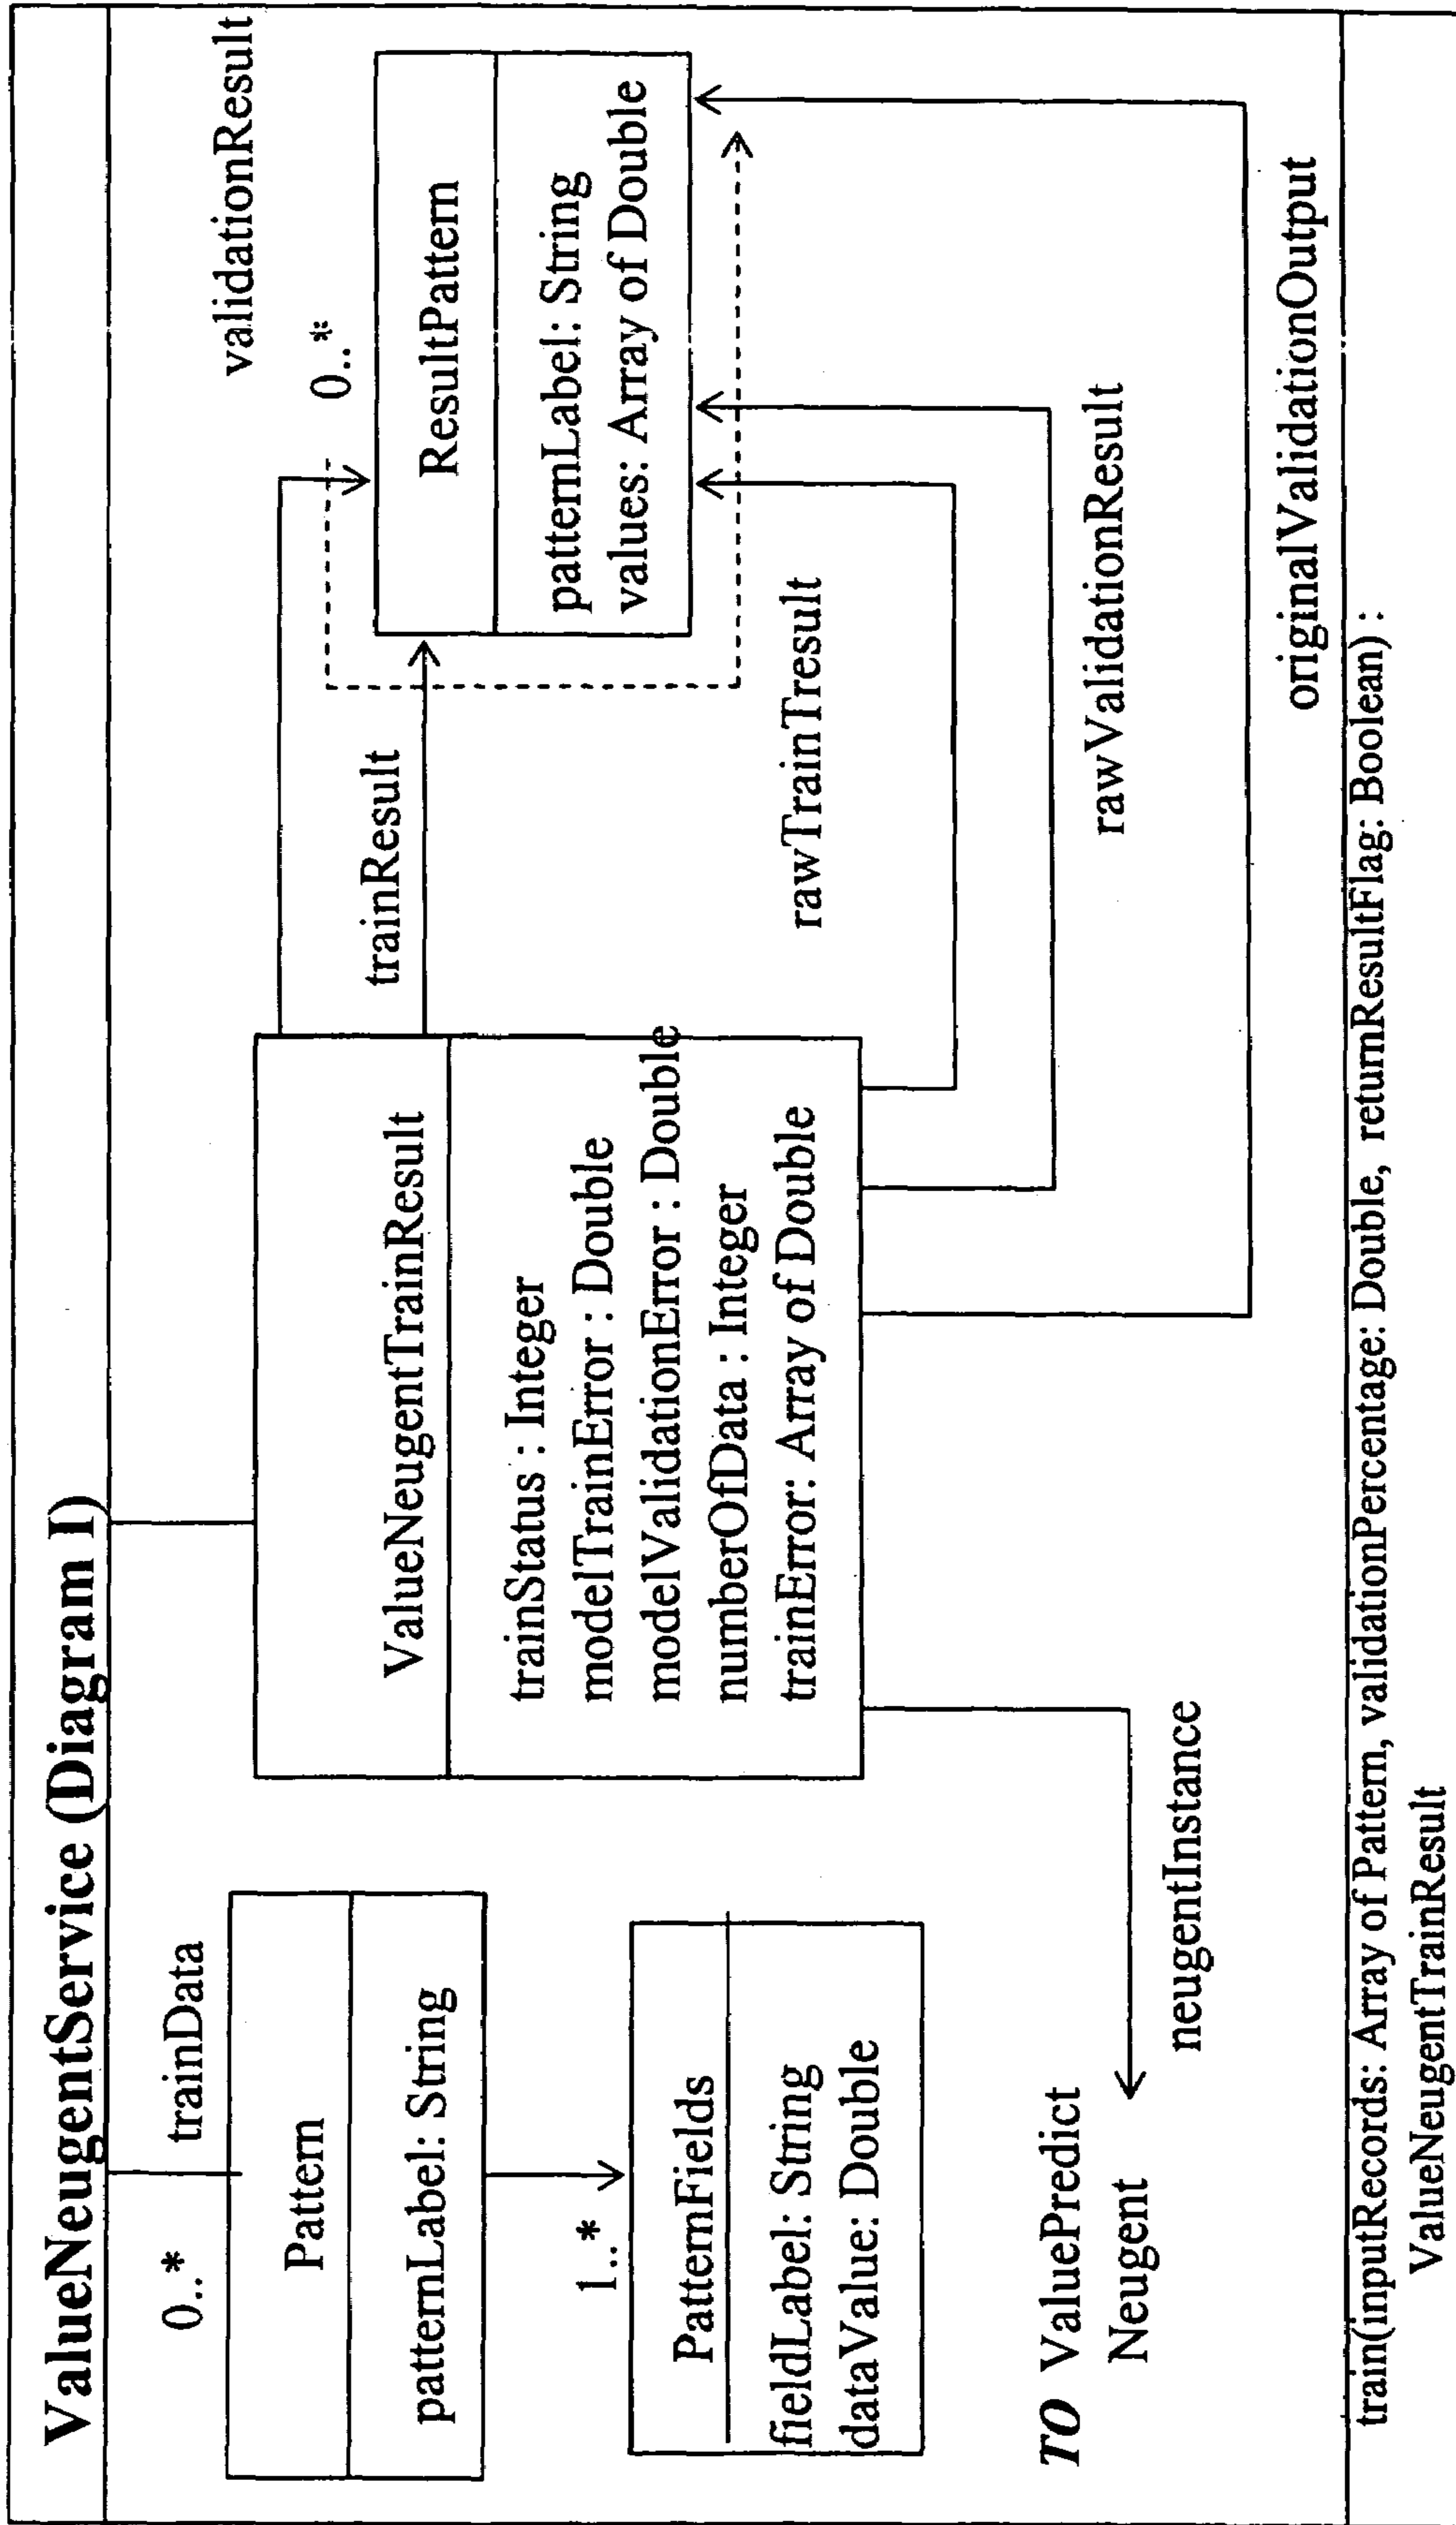 ValueNeugentService (Diagram 1)
0..*
trainData
Pattern
patternLabel: String
1..*
PatternFields
fieldLabel: String
dataValue: Double
TO ValuePredict
Neugent
neugentInstance
ValueNeugentTrainResult
trainStatus : Integer
modelTrainError : Double
modelValidationError : Double
numberOfData : Integer
trainError: Array of Double
trainResult
validationResult
0..*
ResultPattern
patternLabel: String
values: Array of Double
rawTrainTresult
rawValidationResult
originalValidationOutput
train(inputRecords: Array of Pattern, validationPercentage: Double, returnResultFlag: Boolean) :
ValueNeugentTrainResult